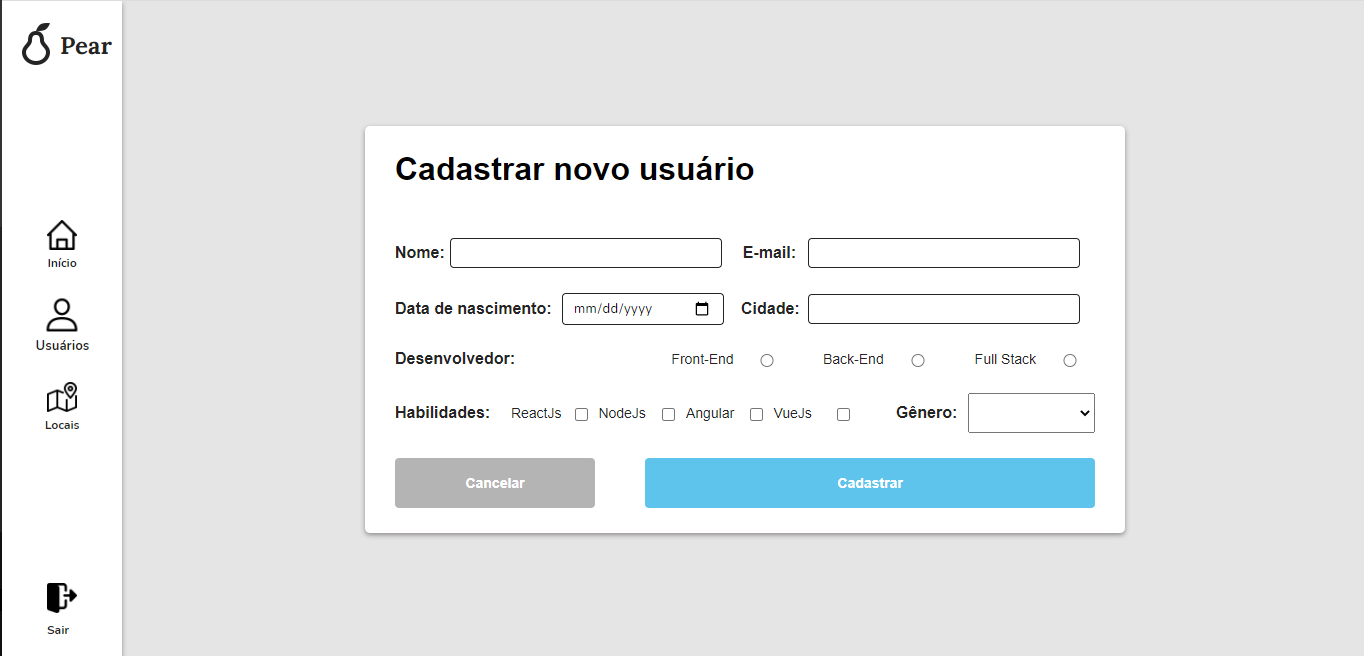 Pear
Início
Usuários
Locais
Sair
Cadastrar novo usuário
Nome: E-mail:
Data de nascimento: mm/dd/yyyy Cidade:
Desenvolvedor: Front-End Back-End Full Stack
Habilidades: ReactJs NodeJs Angular VueJs Gênero:
Cancelar Cadastrar